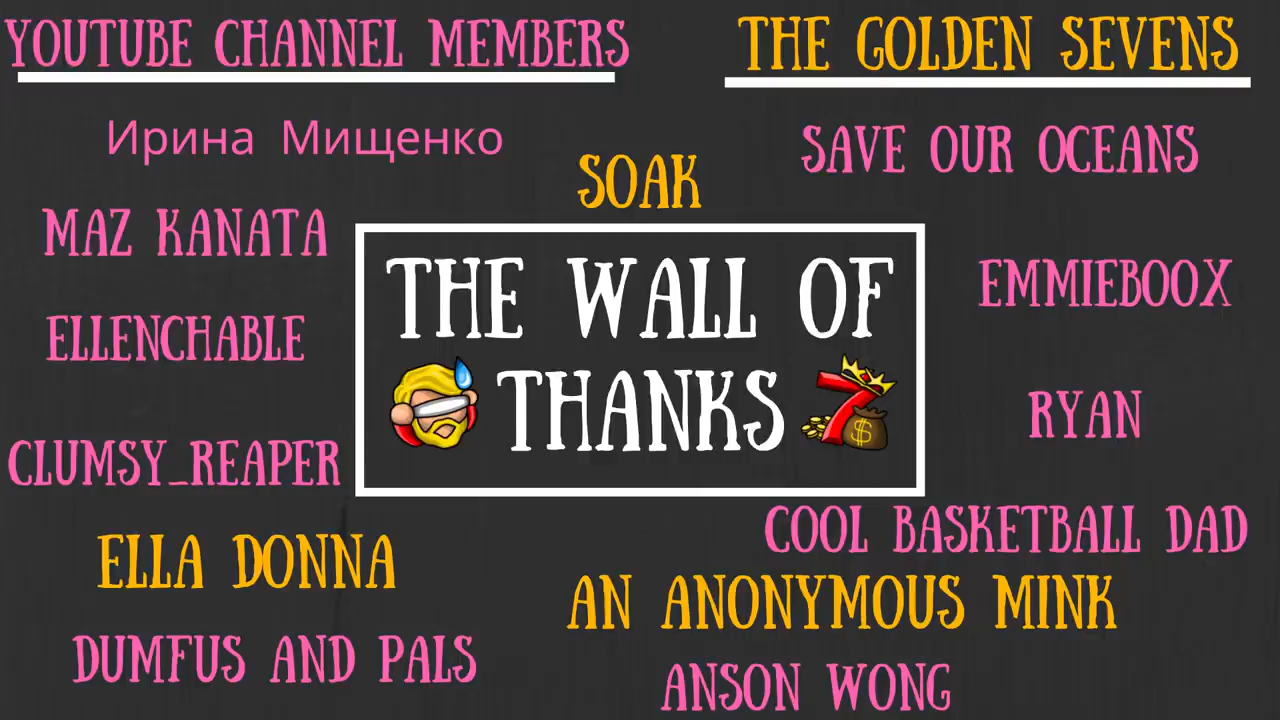 YOUTUBE CHANNEL MEMBERS
THE GOLDEN SEVENS
Ирина Мищенко
SAVE OUR OCEANS
SOAK
MAZ KANATA
EMMIEBOOX
THE WALL OF
THANKS
ELLENCHABLE
RYAN
CLUMSY_REAPER
COOL BASKETBALL DAD
ELLA DONNA
AN ANONYMOUS MINK
DUMFUS AND PALS
ANSON WONG